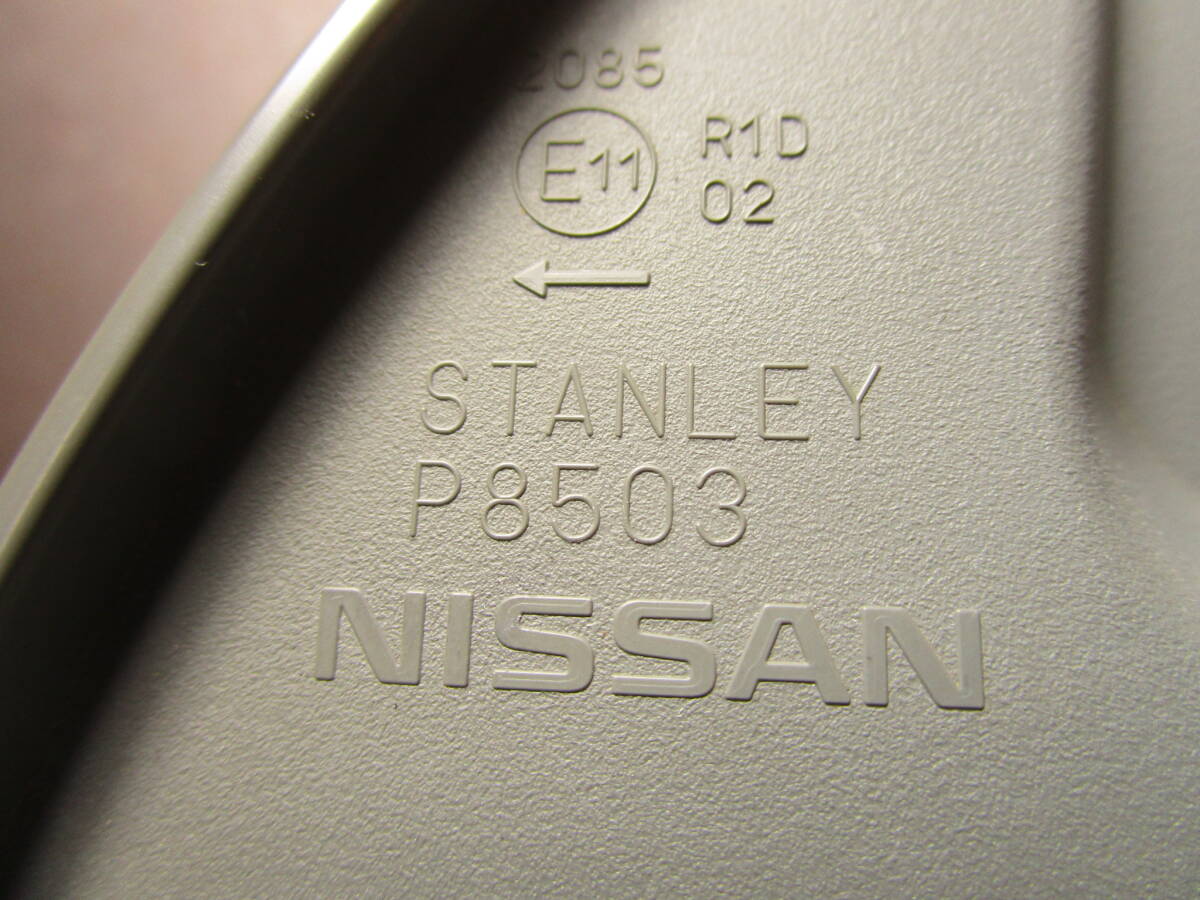 2085
E11 R1D
02
←
STANLEY
P8503
NISSAN